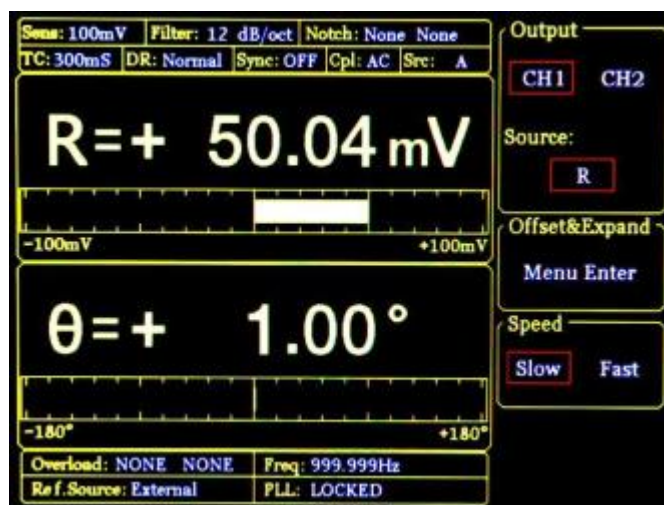 Sens: 100mV Filter: 12 dB/oct Notch: None None
TC: 300mS DR: Normal Sync: OFF Cpl: AC Src: A
R=+ 50.04 mV
-100mV +100mV
θ=+ 1.00°
-180° +180°
Overload: NONE NONE Freq: 999.999Hz
Ref.Source: External PLL: LOCKED
Output
CH1 CH2
Source:
R
Offset&Expand
Menu Enter
Speed
Slow Fast